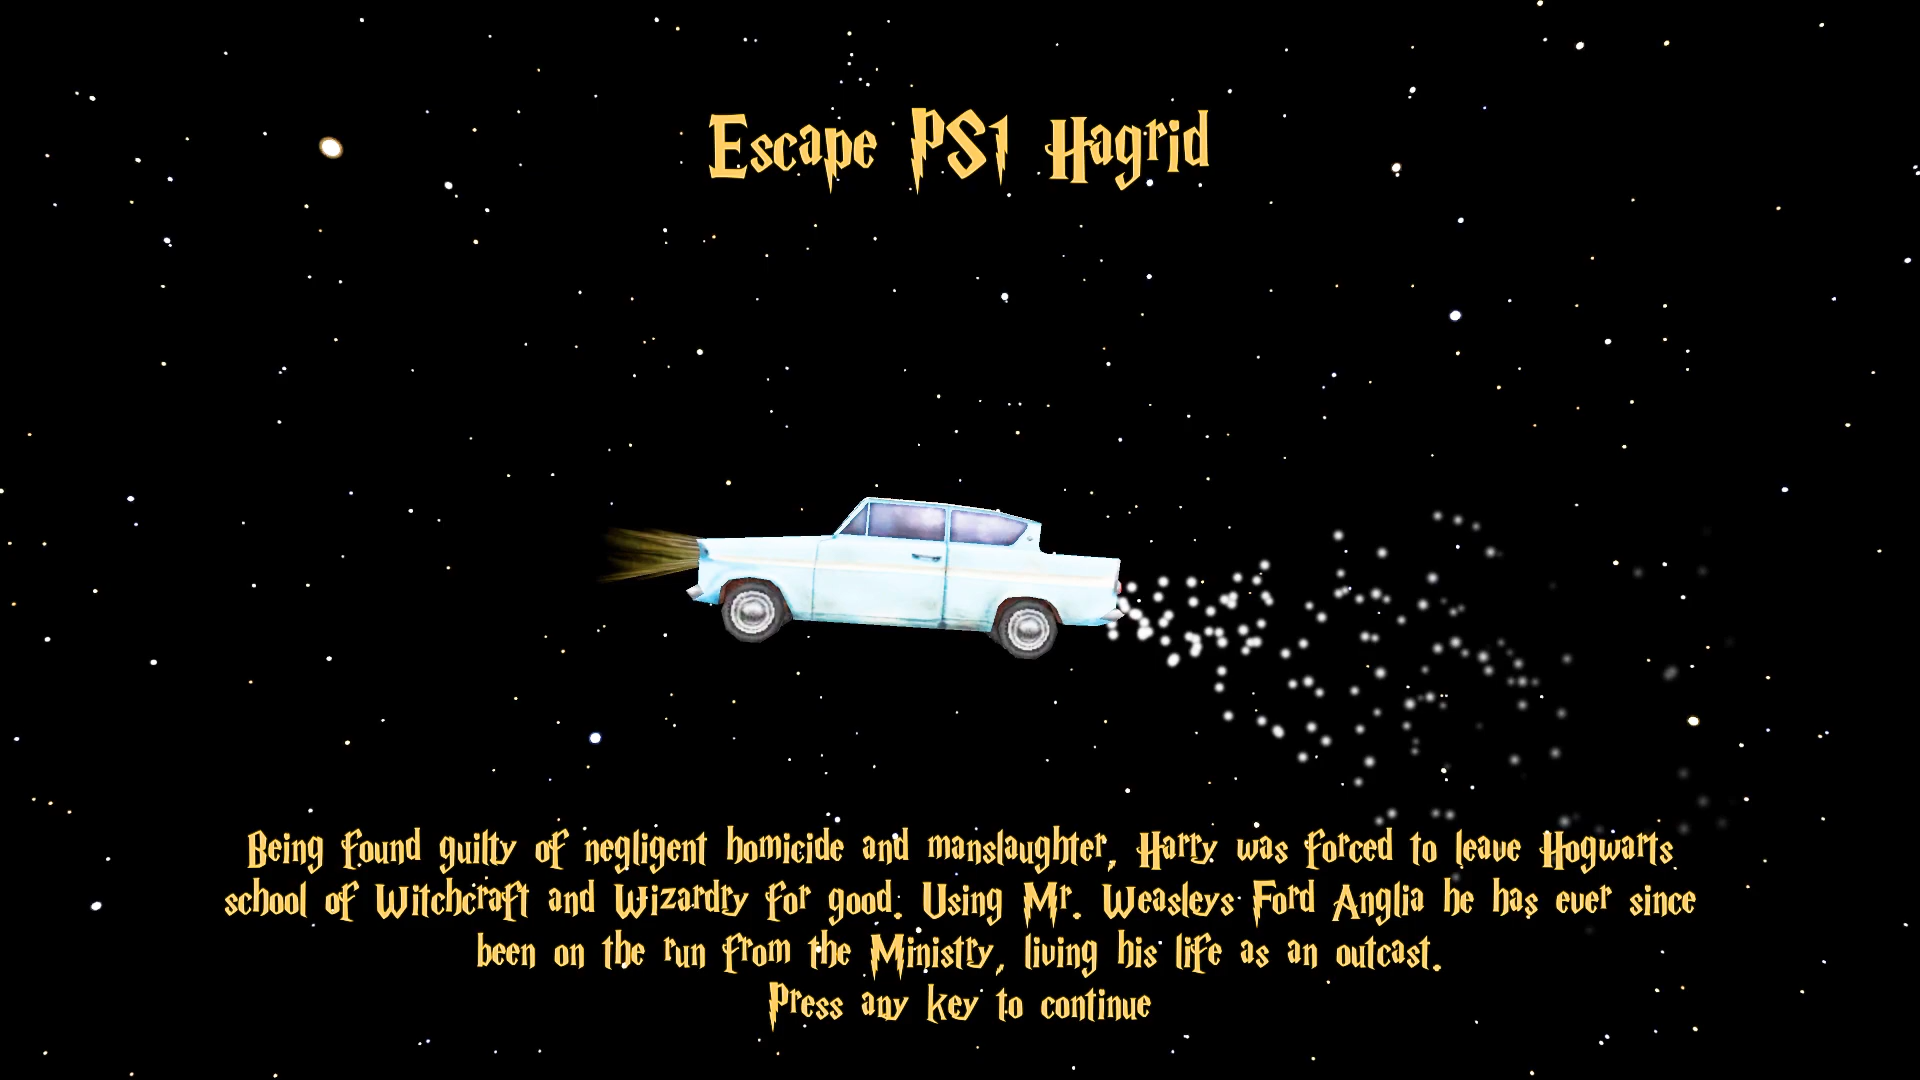 Escape PS1 Hagrid
Being found guilty of negligent homicide and manslaughter, Harry was forced to leave Hogwarts
school of Witchcraft and Wizardry for good. Using Mr. Weasleys Ford Anglia he has ever since
been on the run from the Ministry, living his life as an outcast.
Press any key to continue